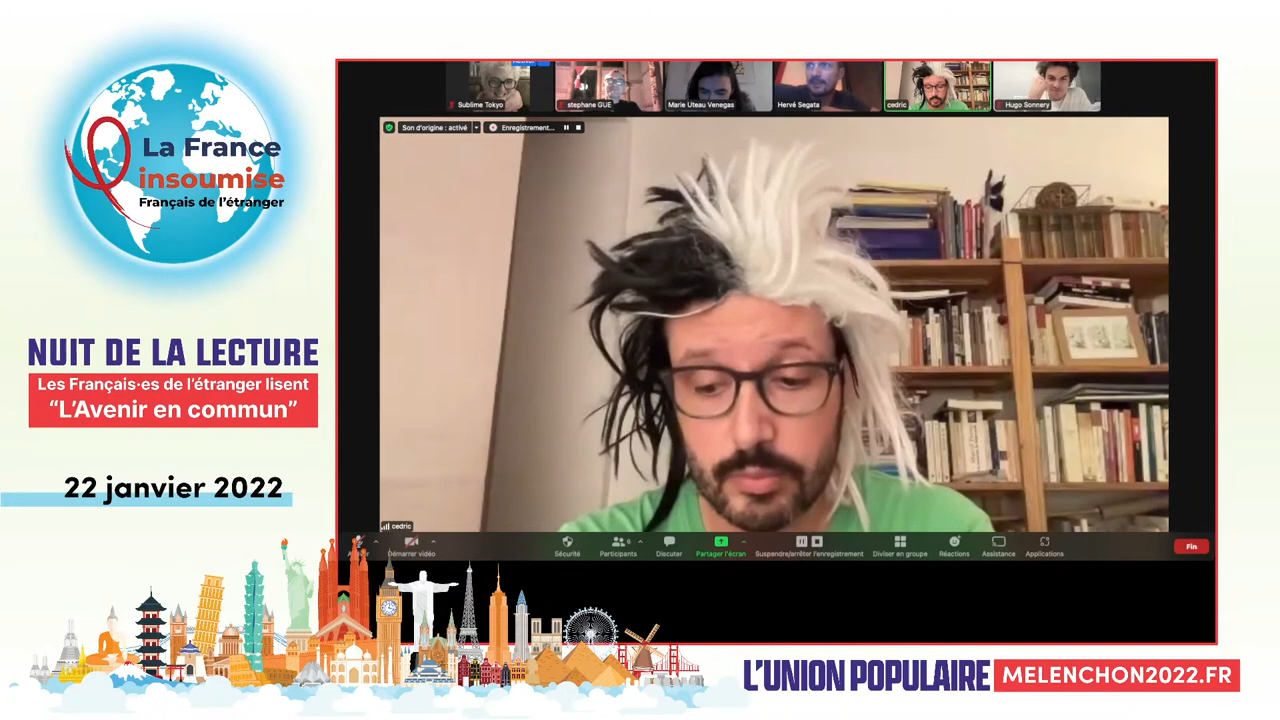 La France
insoumise
Français de l'étranger
NUIT DE LA LECTURE
Les Français·es de l'étranger lisent
“L'Avenir en commun”
22 janvier 2022
Sublime Tokyo
stephane GUE
Marie Uteau Venegas
Hervé Segata
cedric
Hugo Sonnery
Son d'origine : activé
Enregistrement...
cedric
Démarrer vidéo
Sécurité
Participants
6
Discuter
Partager l'écran
Suspendre/arrêter l'enregistrement
Diviser en groupe
Réactions
Assistance
Applications
Fin
L'UNION POPULAIRE
MELENCHON2022.FR